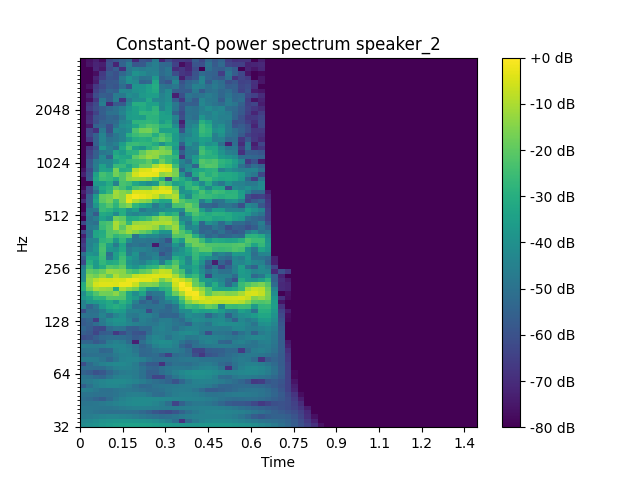 Constant-Q power spectrum speaker_2
Hz
2048
1024
512
256
128
64
32
0 0.15 0.3 0.45 0.6 0.75 0.9 1.1 1.2 1.4
Time
+0 dB
-10 dB
-20 dB
-30 dB
-40 dB
-50 dB
-60 dB
-70 dB
-80 dB